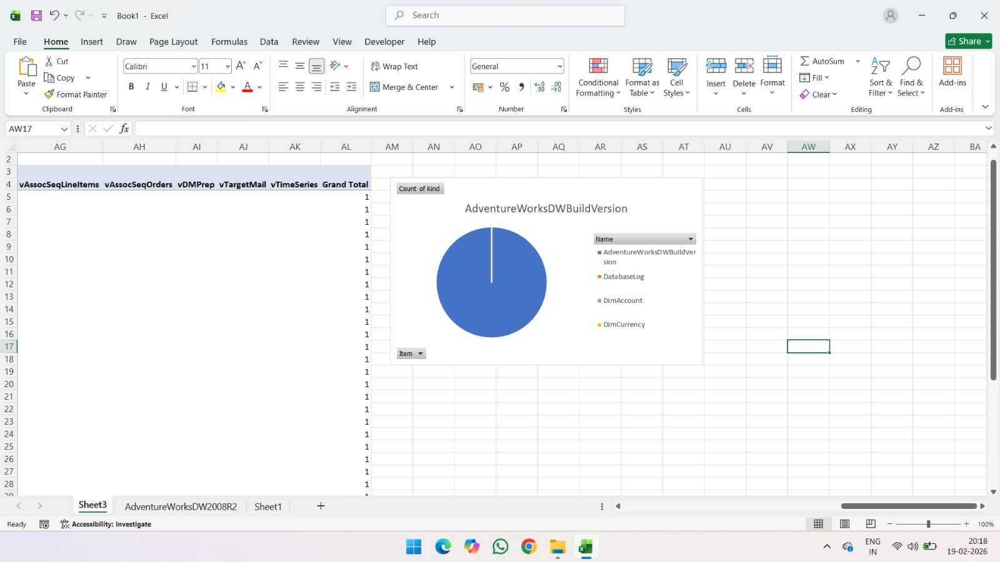 Book1 - Excel
Search
File Home Insert Draw Page Layout Formulas Data Review View Developer Help
Share
Paste
Cut
Copy
Format Painter
Clipboard
Calibri 11
B I U
Font
Wrap Text
Merge & Center
Alignment
General
Number
Conditional Formatting
Format as Table
Cell Styles
Styles
Insert
Delete
Format
Cells
AutoSum
Fill
Clear
Sort & Filter
Find & Select
Editing
Add-ins
Add-ins
AW17
fx
AG AH AI AJ AK AL AM AN AO AP AQ AR AS AT AU AV AW AX AY AZ BA
2
3
4 vAssocSeqLineItems vAssocSeqOrders vDMPrep vTargetMail vTimeSeries Grand Total
5 1
6 1
7 1
8 1
9 1
10 1
11 1
12 1
13 1
14 1
15 1
16 1
17 1
18 1
19 1
20 1
21 1
22 1
23 1
24 1
25 1
26 1
27 1
28 1
Count of Kind
AdventureWorksDWBuildVersion
Name
AdventureWorksDWBuildVer
sion
DatabaseLog
DimAccount
DimCurrency
Item
Sheet3 AdventureWorksDW2008R2 Sheet1
Ready Accessibility: Investigate
100%
ENG
IN
20:18
19-02-2026